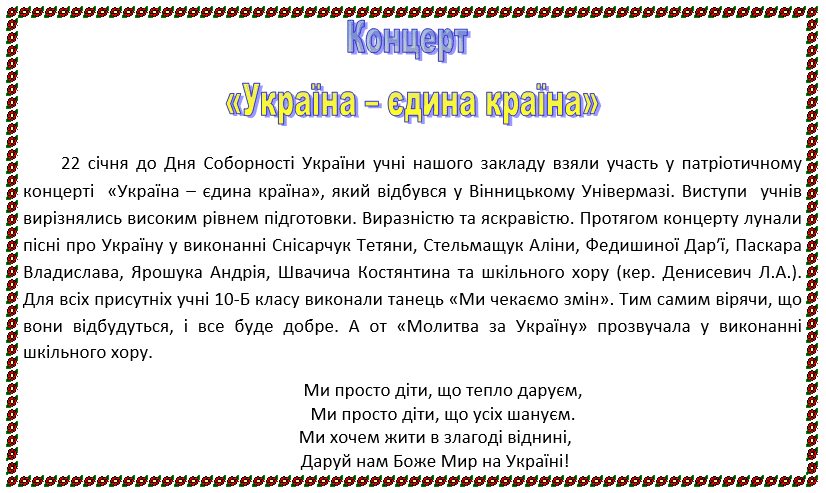 Концерт
«Україна – єдина країна»
22 січня до Дня Соборності України учні нашого закладу взяли участь у патріотичному
концерті «Україна – єдина країна», який відбувся у Вінницькому Універмазі. Виступи учнів
вирізнялись високим рівнем підготовки. Виразністю та яскравістю. Протягом концерту лунали
пісні про Україну у виконанні Снісарчук Тетяни, Стельмащук Аліни, Федишиної Дар’ї, Паскара
Владислава, Ярошука Андрія, Швачича Костянтина та шкільного хору (кер. Денисевич Л.А.).
Для всіх присутніх учні 10-Б класу виконали танець «Ми чекаємо змін». Тим самим вірячи, що
вони відбудуться, і все буде добре. А от «Молитва за Україну» прозвучала у виконанні
шкільного хору.
Ми просто діти, що тепло даруєм,
Ми просто діти, що усіх шануєм.
Ми хочем жити в злагоді віднині,
Даруй нам Боже Мир на Україні!